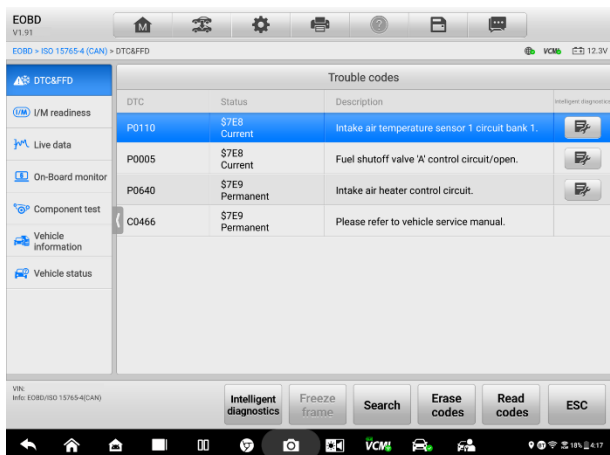 EOBD
V1.91
M
EOBD > ISO 15765-4 (CAN) > DTC&FFD
VCMI 12.3V
DTC&FFD
Trouble codes
DTC Status Description Intelligent diagnostics
I/M I/M readiness
P0110 $7E8 Current Intake air temperature sensor 1 circuit bank 1.
Live data
P0005 $7E8 Current Fuel shutoff valve 'A' control circuit/open.
On-Board monitor
P0640 $7E9 Permanent Intake air heater control circuit.
Component test
C0466 $7E9 Permanent Please refer to vehicle service manual.
Vehicle information
Vehicle status
VIN:
Info: EOBD/ISO 15765-4(CAN)
Intelligent diagnostics
Freeze frame
Search
Erase codes
Read codes
ESC
VCMI 18% 4:17